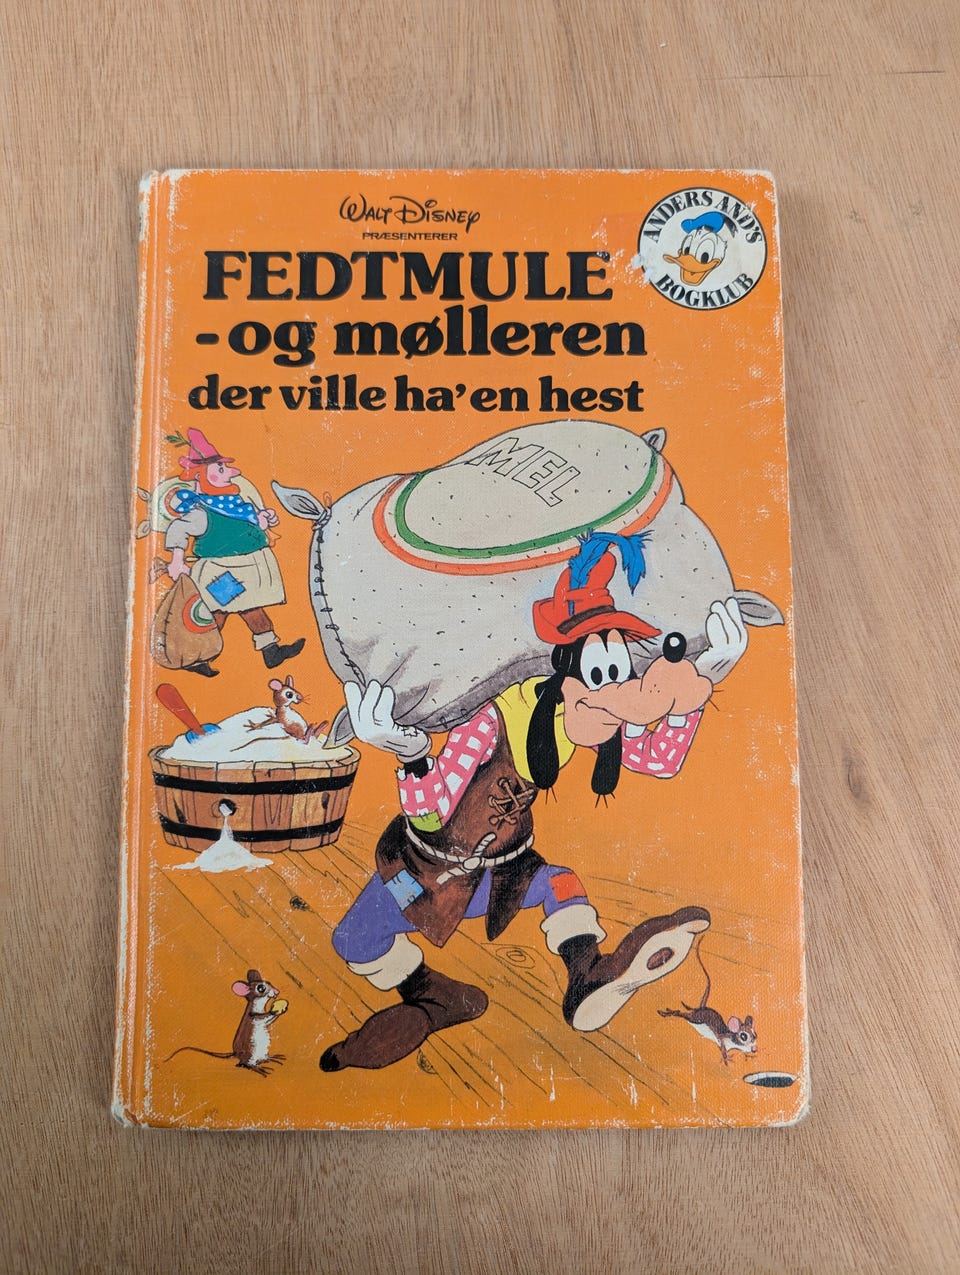 WALT DISNEY
PRÆSENTERER
FEDTMULE
- og mølleren
der ville ha' en hest
ANDERS AND'S
BOGKLUB
MEL